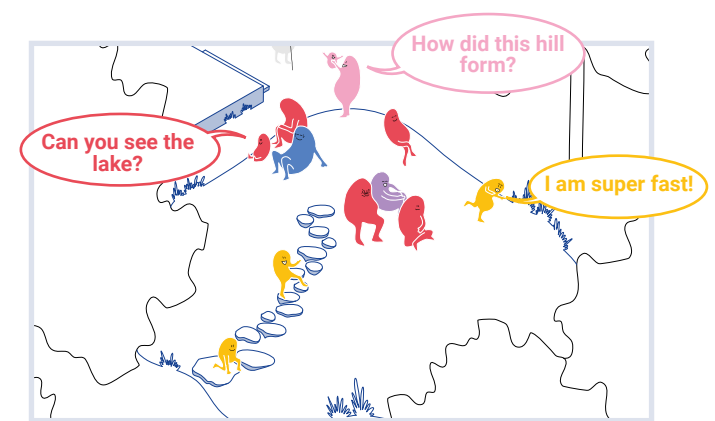 How did this hill
form?
Can you see the
lake?
I am super fast!